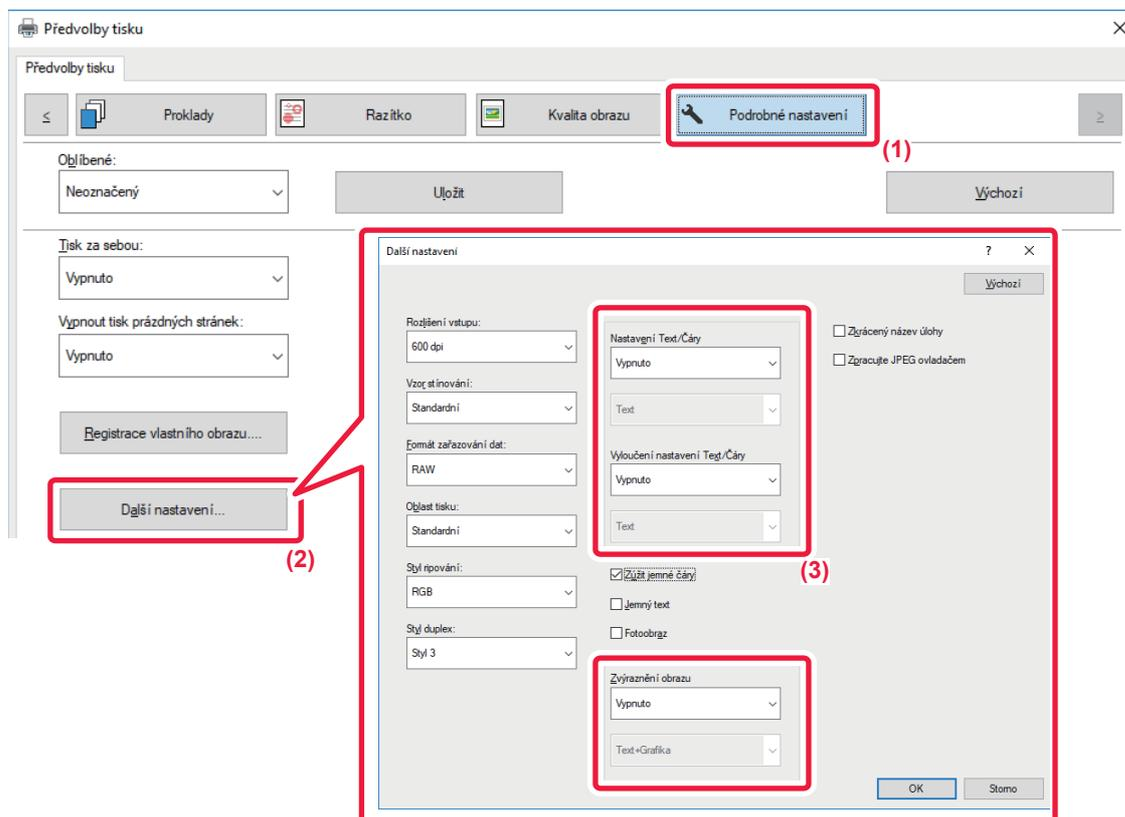 Předvolby tisku
Předvolby tisku
<
Proklady
Razítko
Kvalita obrazu
Podrobné nastavení
>
(1)
Oblíbené:
Neoznačený
Uložit
Výchozí
Tisk za sebou:
Vypnuto
Vypnout tisk prázdných stránek:
Vypnuto
Registrace vlastního obrazu....
Další nastavení...
(2)
Další nastavení
?
Výchozí
Rozlišení vstupu:
600 dpi
Vzor stínování:
Standardní
Formát zařazování dat:
RAW
Oblast tisku:
Standardní
Styl ripování:
RGB
Styl duplex:
Styl 3
Nastavení Text/Čáry
Vypnuto
Text
Vyloučení nastavení Text/Čáry
Vypnuto
Text
(3)
Zúžit jemné čáry
Jemný text
Fotoobraz
Zvýraznění obrazu
Vypnuto
Text+Grafika
Zkrácený název úlohy
Zpracujte JPEG ovladačem
OK
Storno